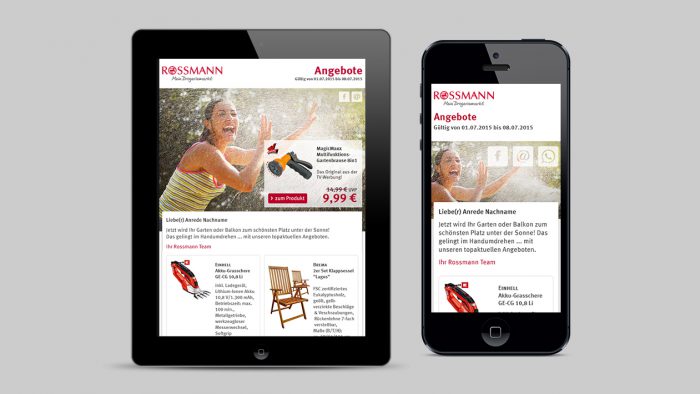 ROSSMANN
Mein Drogeriemarkt
Angebote
Gültig von 01.07.2015 bis 08.07.2015
f @
MagicMaxx
Multifunktions-
Gartenbrause 8in1
Das Original aus der
TV Werbung!
14,99 € UVP
9,99 €
> zum Produkt
Liebe(r) Anrede Nachname
Jetzt wird Ihr Garten oder Balkon zum
schönsten Platz unter der Sonne!
Das gelingt im Handumdrehen ... mit unseren topaktuellen Angeboten.
Ihr Rossmann Team
EINHELL
Akku-Grasschere
GE-CG 10,8 Li
inkl. Ladegerät,
Lithium-Ionen Akku
10,8 V/1.300 mAh,
Betriebszeit: max.
100 min.,
Metallgetriebe,
werkzeugloser
Messerwechsel,
Softgrip
BREMA
2er Set Klappsessel
"Lagos"
FSC zertifiziertes
Eukalyptusholz,
geölt, galb.
verzinkte Beschläge
& Verschraubungen,
Rückenlehne 7-fach
verstellbar,
Maße (B/T/H):
ROSSMANN
Mein Drogeriemarkt
Angebote
Gültig von 01.07.2015 bis 08.07.2015
f @
Liebe(r) Anrede Nachname
Jetzt wird Ihr Garten oder Balkon zum
schönsten Platz unter der Sonne!
Das gelingt im Handumdrehen ... mit
unseren topaktuellen Angeboten.
Ihr Rossmann Team
EINHELL
Akku-Grasschere
GE-CG 10,8 Li